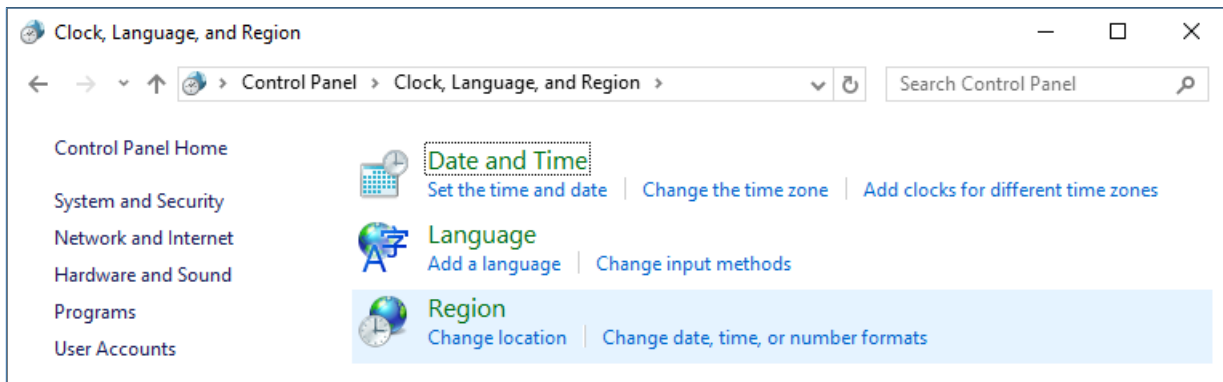 Clock, Language, and Region
Control Panel > Clock, Language, and Region >
Search Control Panel
Control Panel Home
System and Security
Network and Internet
Hardware and Sound
Programs
User Accounts
Date and Time
Set the time and date | Change the time zone | Add clocks for different time zones
Language
Add a language | Change input methods
Region
Change location | Change date, time, or number formats